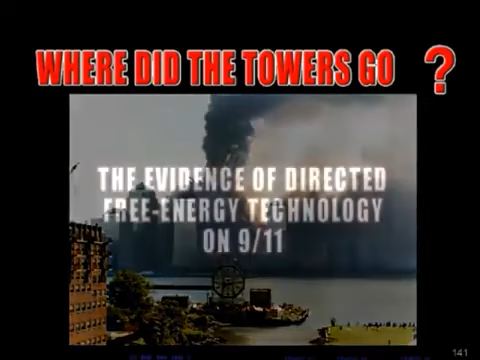 WHERE DID THE TOWERS GO ?
THE EVIDENCE OF DIRECTED
FREE-ENERGY TECHNOLOGY
ON 9/11
141